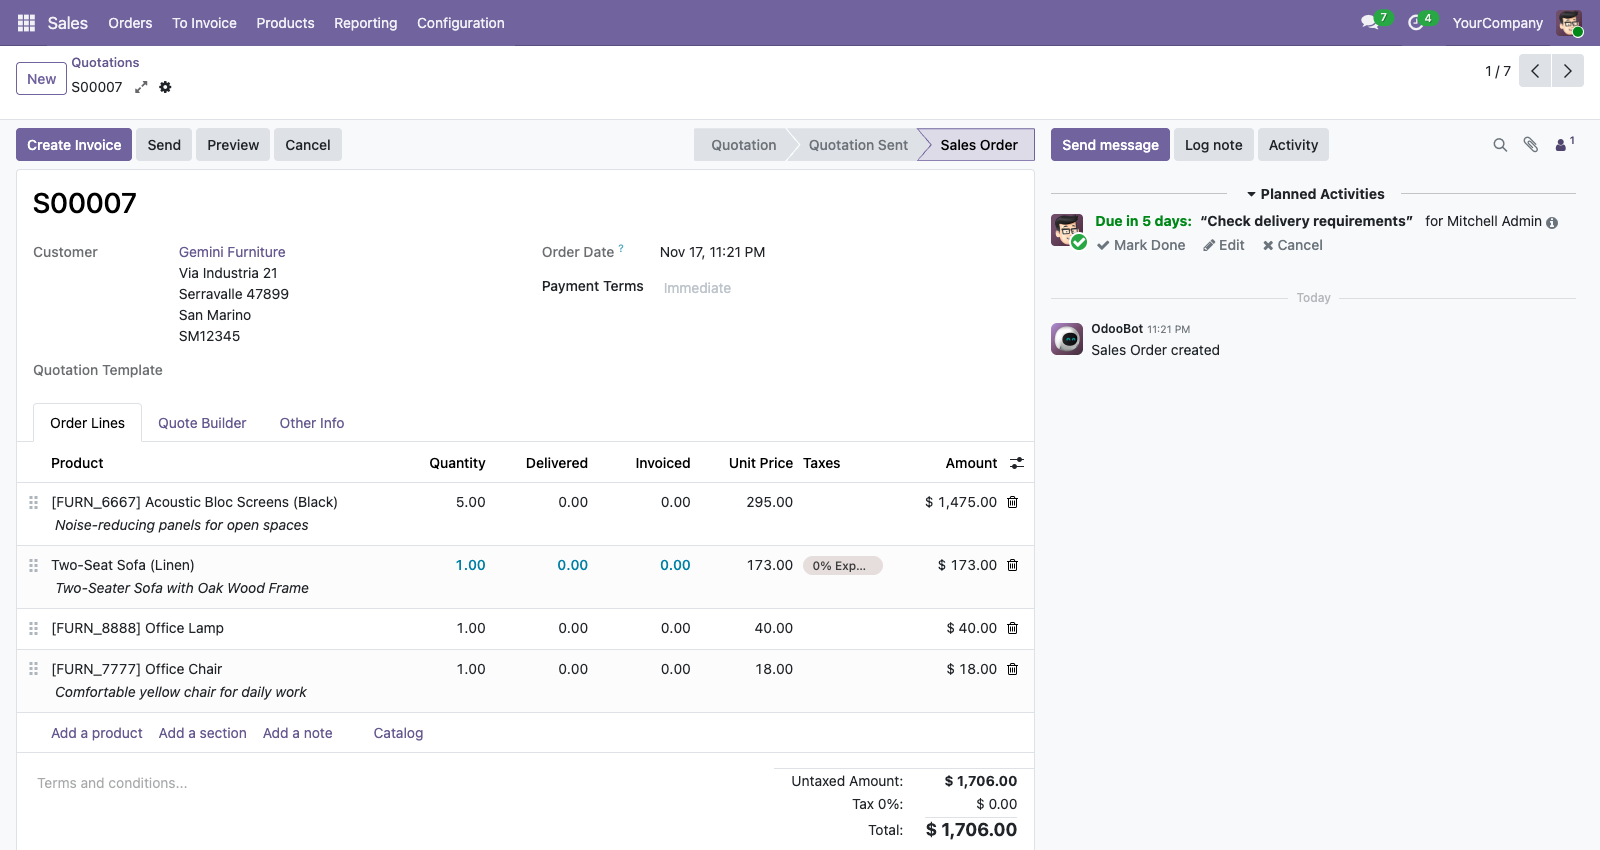 Sales Orders To Invoice Products Reporting Configuration 7 4 YourCompany
New Quotations
S00007
1 / 7
Create Invoice Send Preview Cancel Quotation Quotation Sent Sales Order Send message Log note Activity 1
S00007
Customer Gemini Furniture
Via Industria 21
Serravalle 47899
San Marino
SM12345
Order Date ? Nov 17, 11:21 PM
Payment Terms Immediate
Quotation Template
Order Lines Quote Builder Other Info
Product Quantity Delivered Invoiced Unit Price Taxes Amount
[FURN_6667] Acoustic Bloc Screens (Black) 5.00 0.00 0.00 295.00 $ 1,475.00
Noise-reducing panels for open spaces
Two-Seat Sofa (Linen) 1.00 0.00 0.00 173.00 0% Exp... $ 173.00
Two-Seater Sofa with Oak Wood Frame
[FURN_8888] Office Lamp 1.00 0.00 0.00 40.00 $ 40.00
[FURN_7777] Office Chair 1.00 0.00 0.00 18.00 $ 18.00
Comfortable yellow chair for daily work
Add a product Add a section Add a note Catalog
Terms and conditions...
Untaxed Amount: $ 1,706.00
Tax 0%: $ 0.00
Total: $ 1,706.00
Planned Activities
Due in 5 days: “Check delivery requirements” for Mitchell Admin
Mark Done Edit Cancel
Today
OdooBot 11:21 PM
Sales Order created